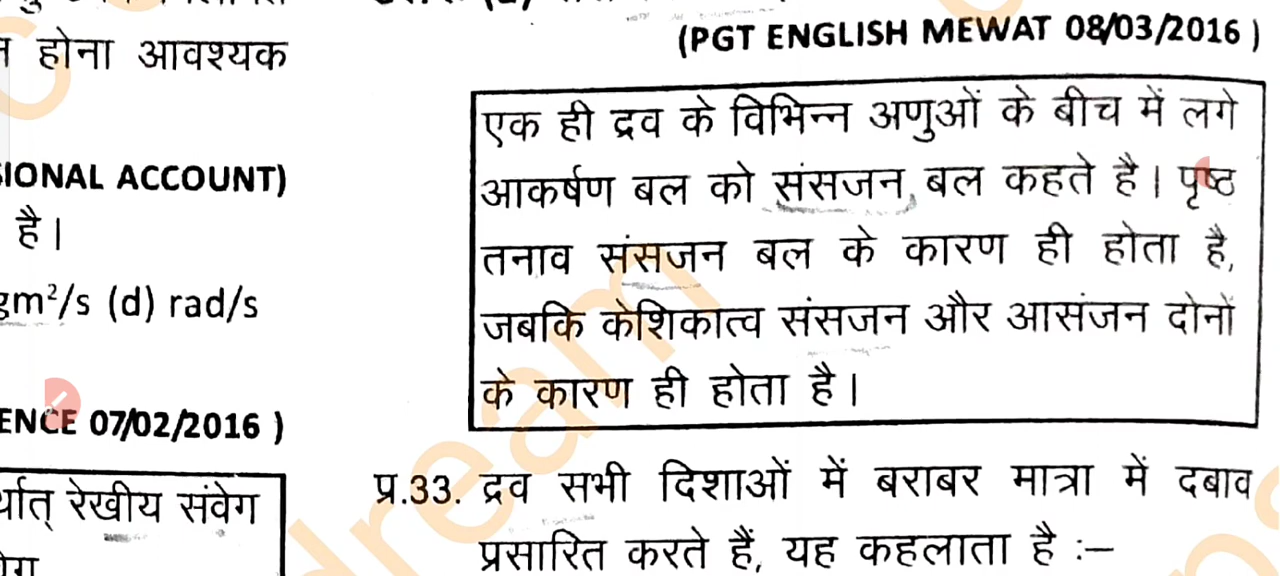 होना आवश्यक
SIONAL ACCOUNT)
है।
gm²/s (d) rad/s
ENCE 07/02/2016 )
र्थात् रेखीय संवेग
(PGT ENGLISH MEWAT 08/03/2016 )
एक ही द्रव के विभिन्न अणुओं के बीच में लगे
आकर्षण बल को संसजन बल कहते है। पृष्ठ
तनाव संसजन बल के कारण ही होता है,
जबकि केशिकात्व संसजन और आसंजन दोनों
के कारण ही होता है।
प्र.33. द्रव सभी दिशाओं में बराबर मात्रा में दबाव
प्रसारित करते हैं, यह कहलाता है :–
dream